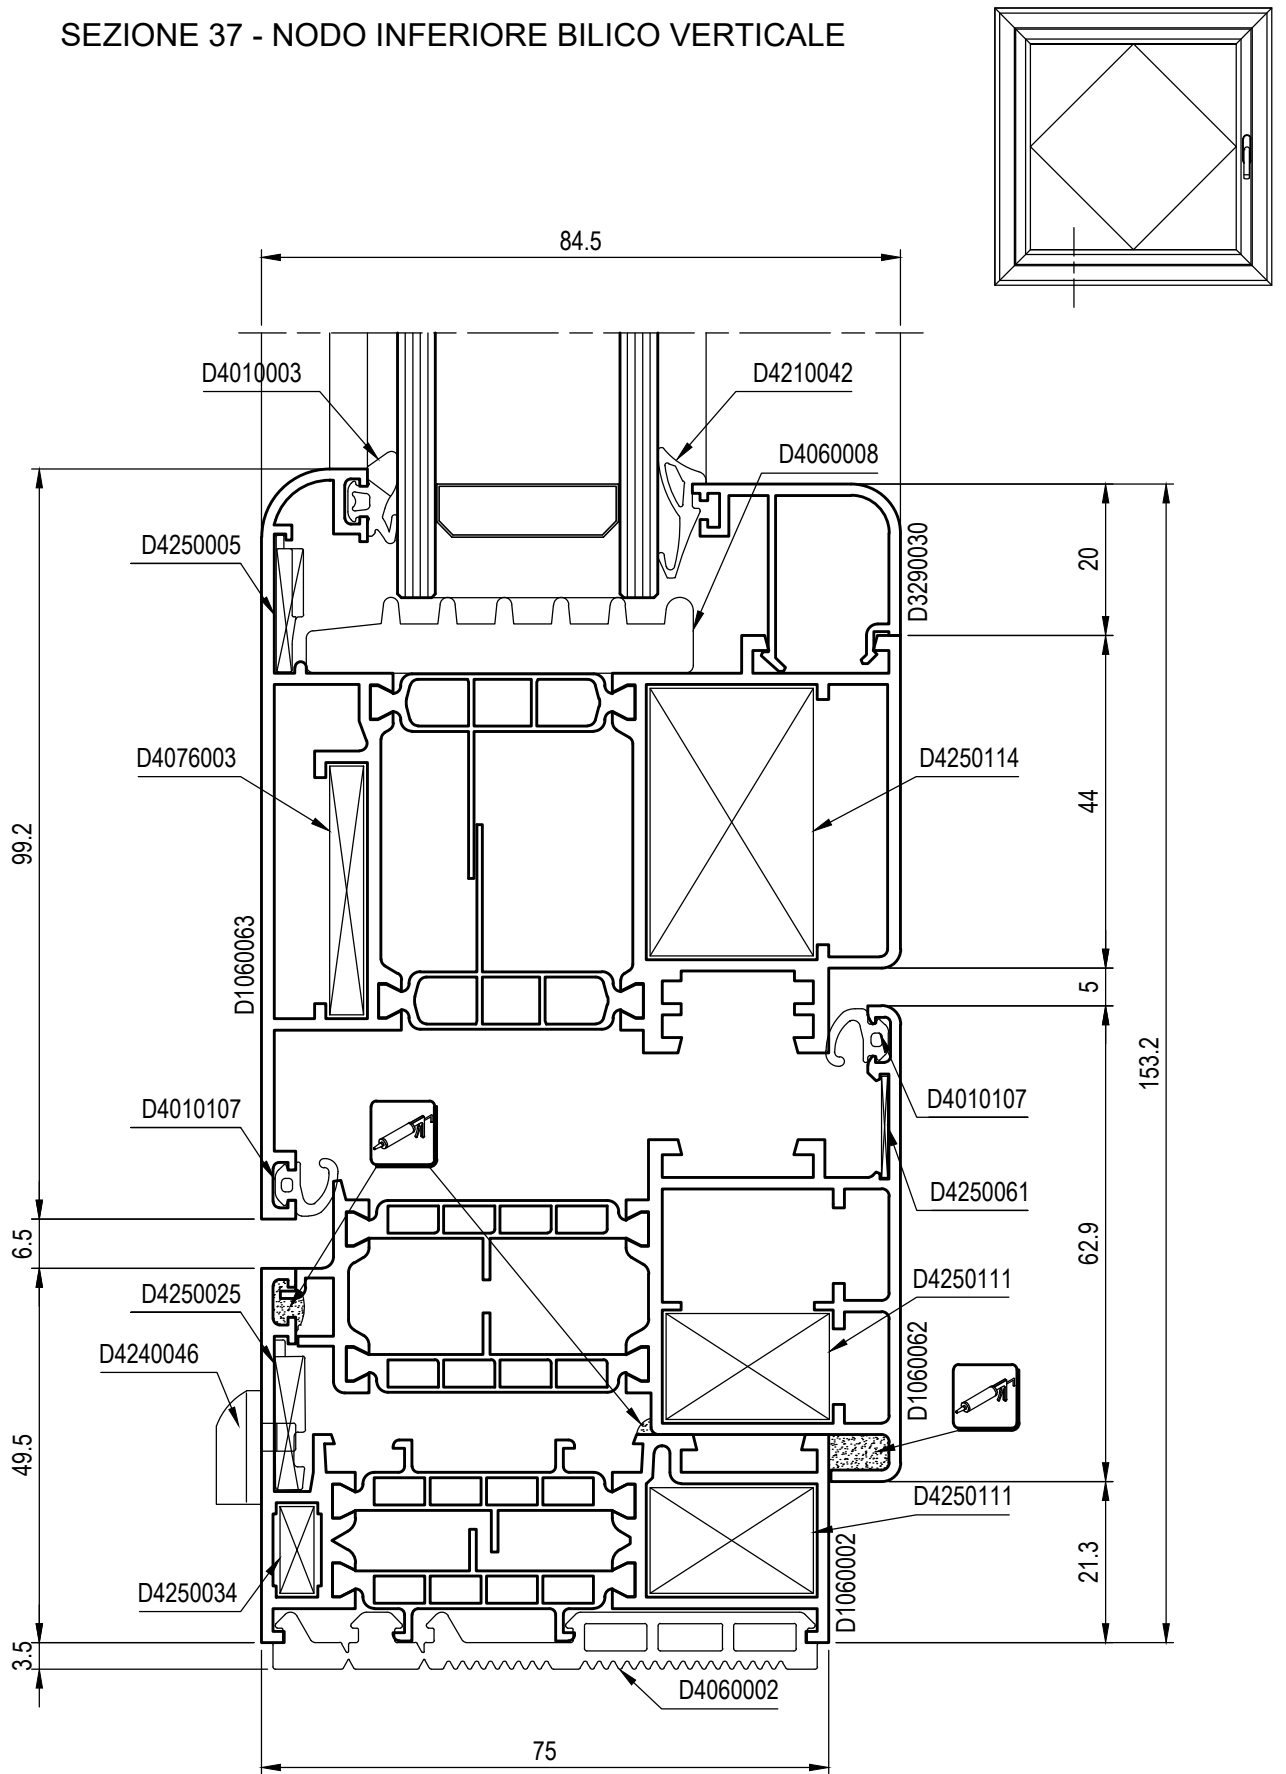 SEZIONE 37 - NODO INFERIORE BILICO VERTICALE
84.5
D4010003
D4210042
D4060008
D4250005
D3290030
20
D4076003
D4250114
44
99.2
D1060063
5
153.2
D4010107
D4010107
D4250061
6.5
62.9
D4250025
D4250111
D4240046
D1060062
49.5
D4250111
D4250034
D1060002
21.3
3.5
D4060002
75